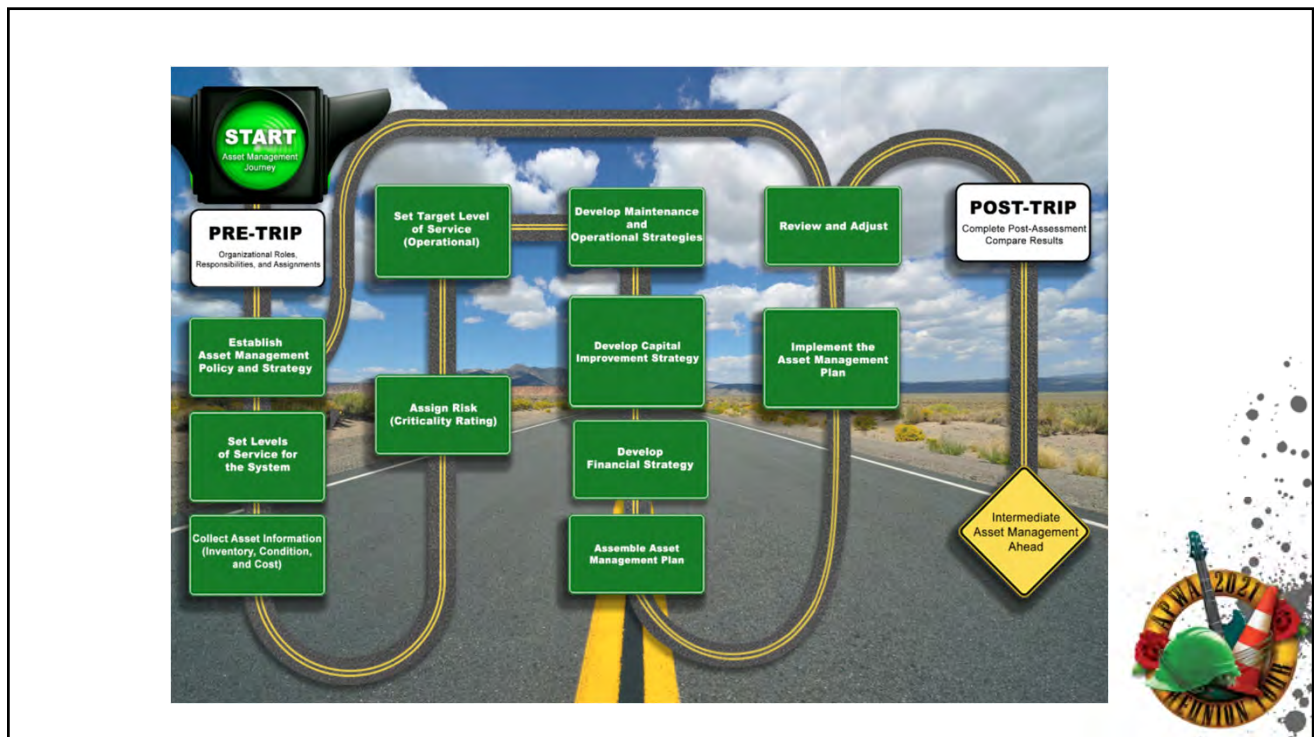 START
Asset Management
Journey
PRE-TRIP
Organizational Roles,
Responsibilities, and Assignments
Establish
Asset Management
Policy and Strategy
Set Levels
of Service for
the System
Collect Asset Information
(Inventory, Condition,
and Cost)
Assign Risk
(Criticality Rating)
Set Target Level
of Service
(Operational)
Develop Maintenance
and
Operational Strategies
Develop Capital
Improvement Strategy
Develop
Financial Strategy
Assemble Asset
Management Plan
Implement the
Asset Management
Plan
Review and Adjust
POST-TRIP
Complete Post-Assessment
Compare Results
Intermediate
Asset Management
Ahead
APWA 2021
REUNION TOUR